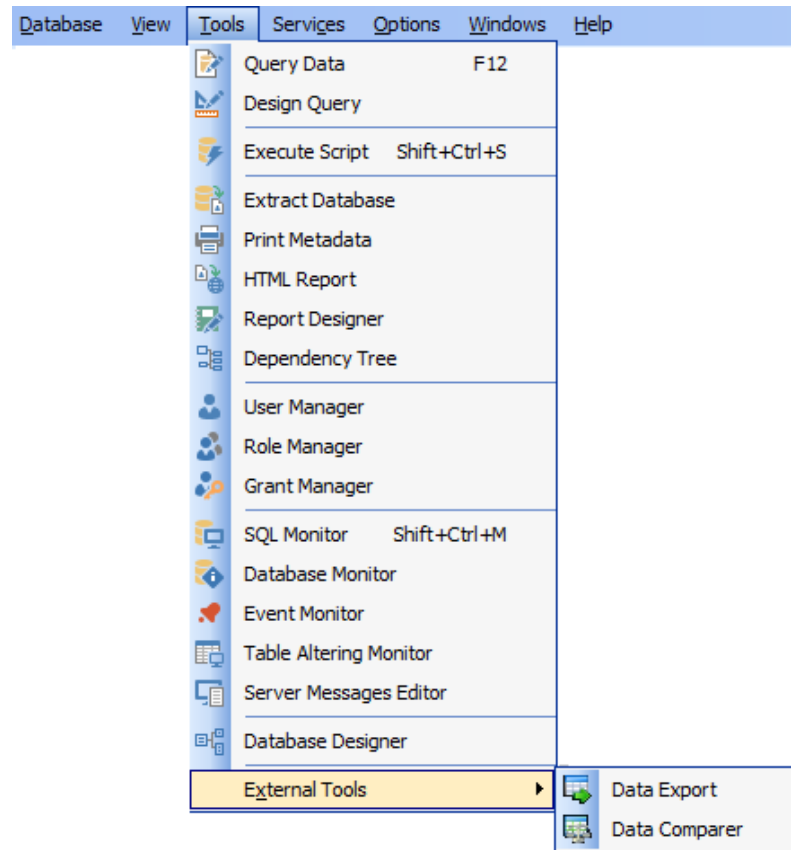 Database View Tools Services Options Windows Help
Query Data F12
Design Query
Execute Script Shift+Ctrl+S
Extract Database
Print Metadata
HTML Report
Report Designer
Dependency Tree
User Manager
Role Manager
Grant Manager
SQL Monitor Shift+Ctrl+M
Database Monitor
Event Monitor
Table Altering Monitor
Server Messages Editor
Database Designer
External Tools
Data Export
Data Comparer